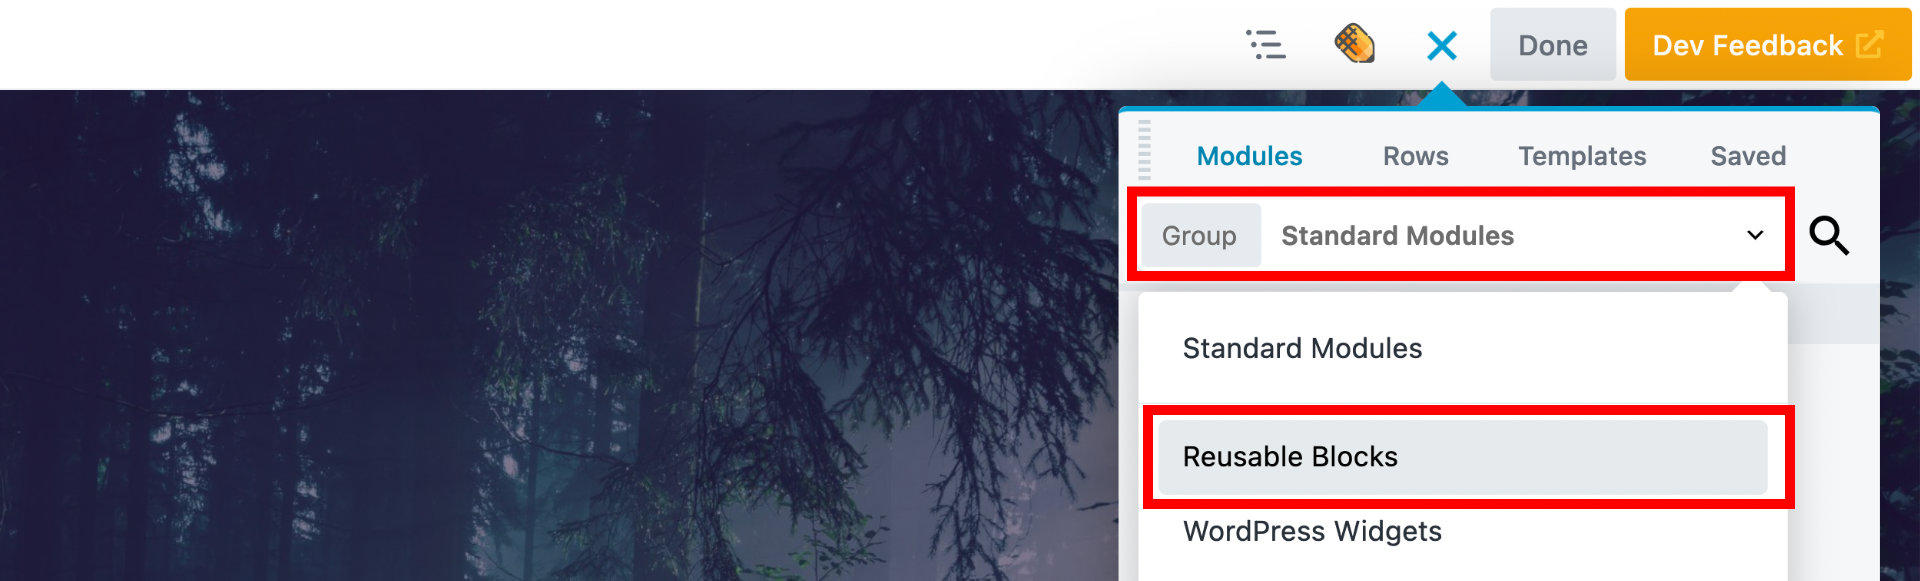 Done
Dev Feedback
Modules Rows Templates Saved
Group Standard Modules
Standard Modules
Reusable Blocks
WordPress Widgets